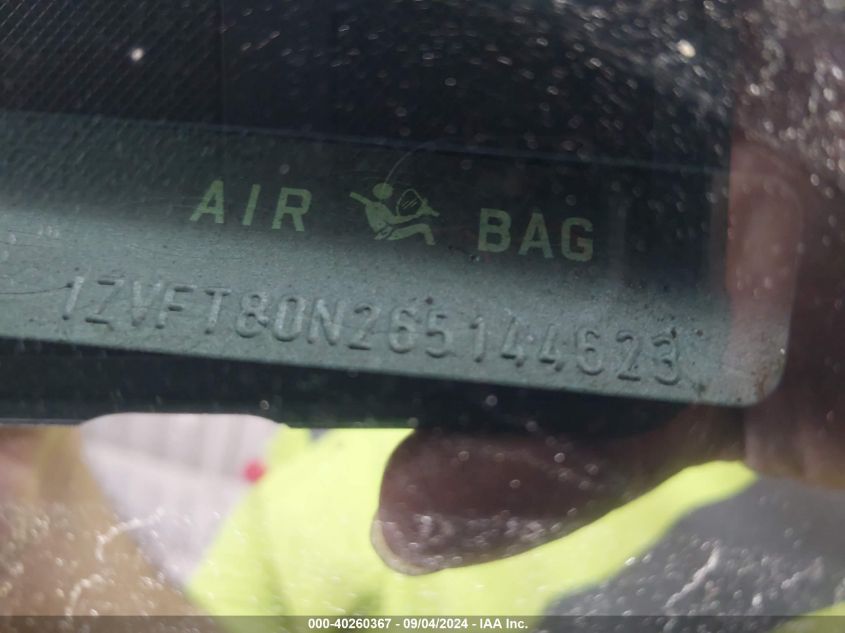 AIR BAG
1ZVFT80N265144623
000-40260367 - 09/04/2024 - IAA Inc.